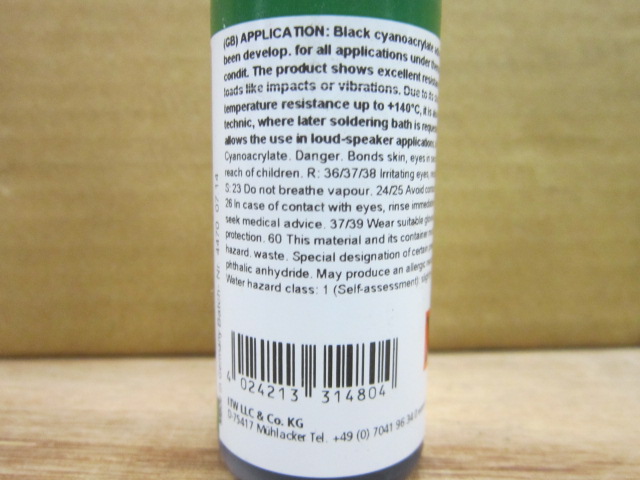 (GB) APPLICATION: Black cyanoacrylate
been develop. for all applications under
condit. The product shows excellent
loads like impacts or vibrations. Due to
temperature resistance up to +140°C, it is
technic, where later soldering bath is
allows the use in loud-speaker applications
Cyanoacrylate. Danger. Bonds skin, eyes in
reach of children. R: 36/37/38 Irritating eyes,
S. 23 Do not breathe vapour. 24/25 Avoid
26 In case of contact with eyes, rinse
seek medical advice. 37/39 Wear suitable
protection. 60 This material and its container
hazard. waste. Special designation of certain
phthalic anhydride. May produce an allergic
Water hazard class: 1 (Self-assessment)
4 024213 314804
ITW LLC & Co. KG
D-75417 Mühlacker Tel. +49 (0) 7041 96 34
Nr. 4470 07 14